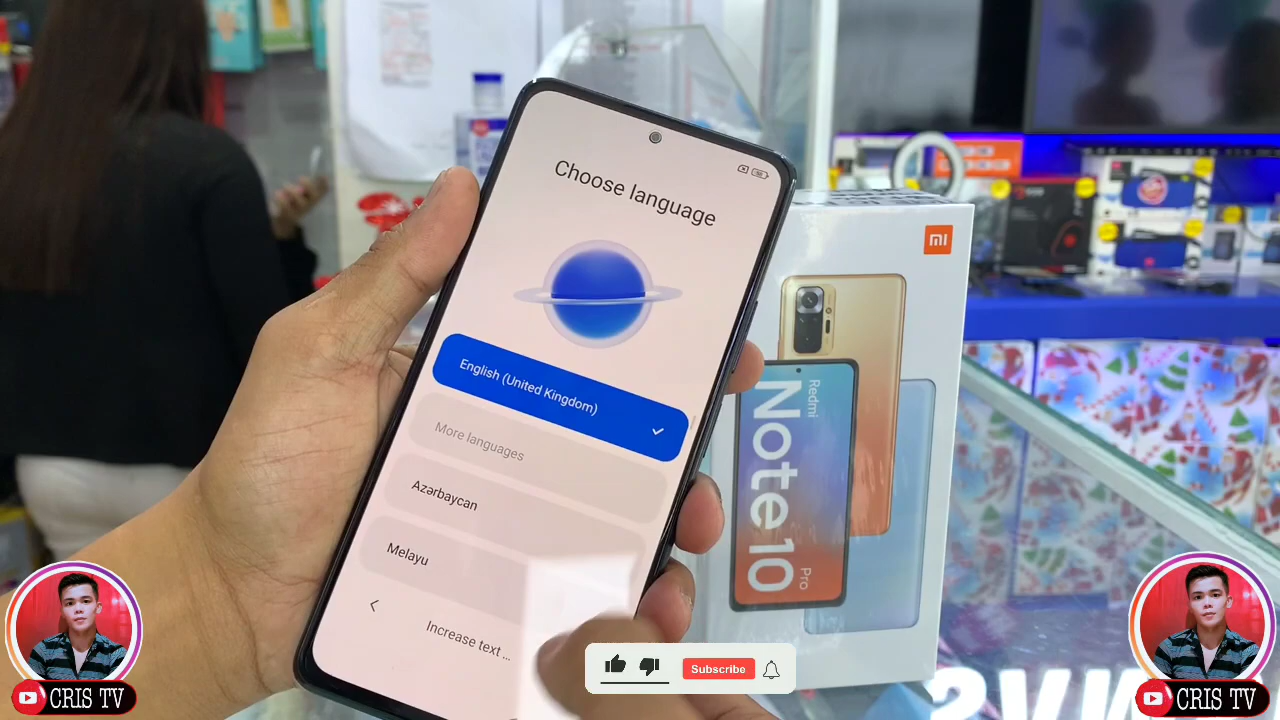 Choose language
English (United Kingdom)
More languages
Azərbaycan
Melayu
Increase text ...
mi
Redmi
Note 10
Pro
Subscribe
CRIS TV
CRIS TV